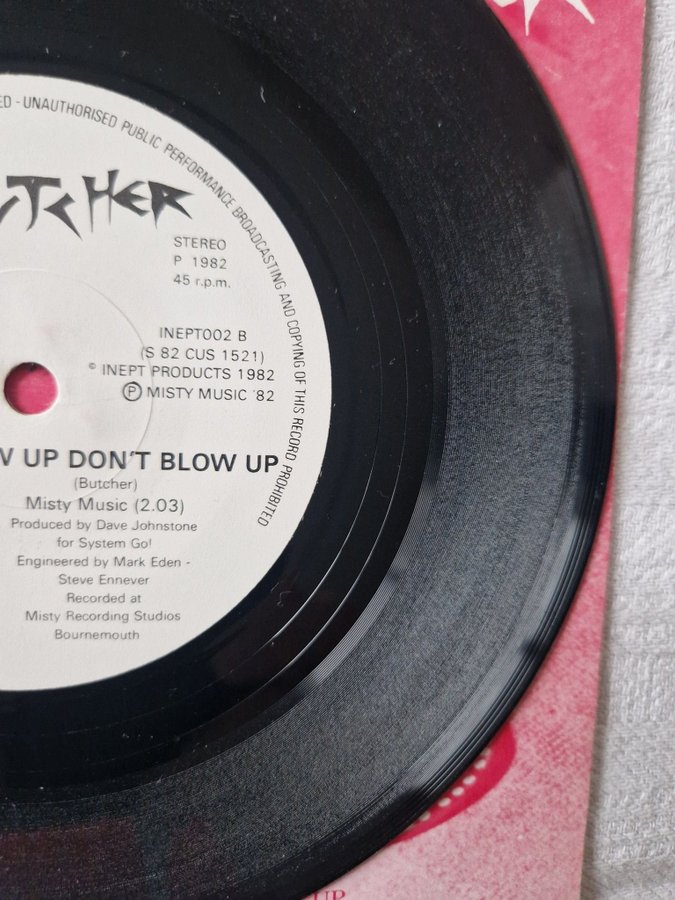 - UNAUTHORISED PUBLIC PERFORMANCE BROADCASTING AND COPYING OF THIS RECORD PROHIBITED
STEREO
P 1982
45 r.p.m.
INEPT002 B
(S 82 CUS 1521)
© INEPT PRODUCTS 1982
Ⓟ MISTY MUSIC '82
UP DON'T BLOW UP
(Butcher)
Misty Music (2.03)
Produced by Dave Johnstone
for System Go!
Engineered by Mark Eden -
Steve Ennever
Recorded at
Misty Recording Studios
Bournemouth
UP